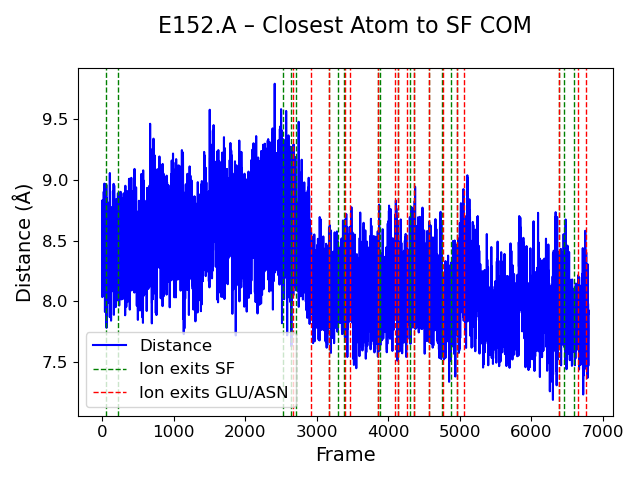 E152.A – Closest Atom to SF COM
Distance (Å)
9.5
9.0
8.5
8.0
7.5
Distance
Ion exits SF
Ion exits GLU/ASN
0 1000 2000 3000 4000 5000 6000 7000
Frame